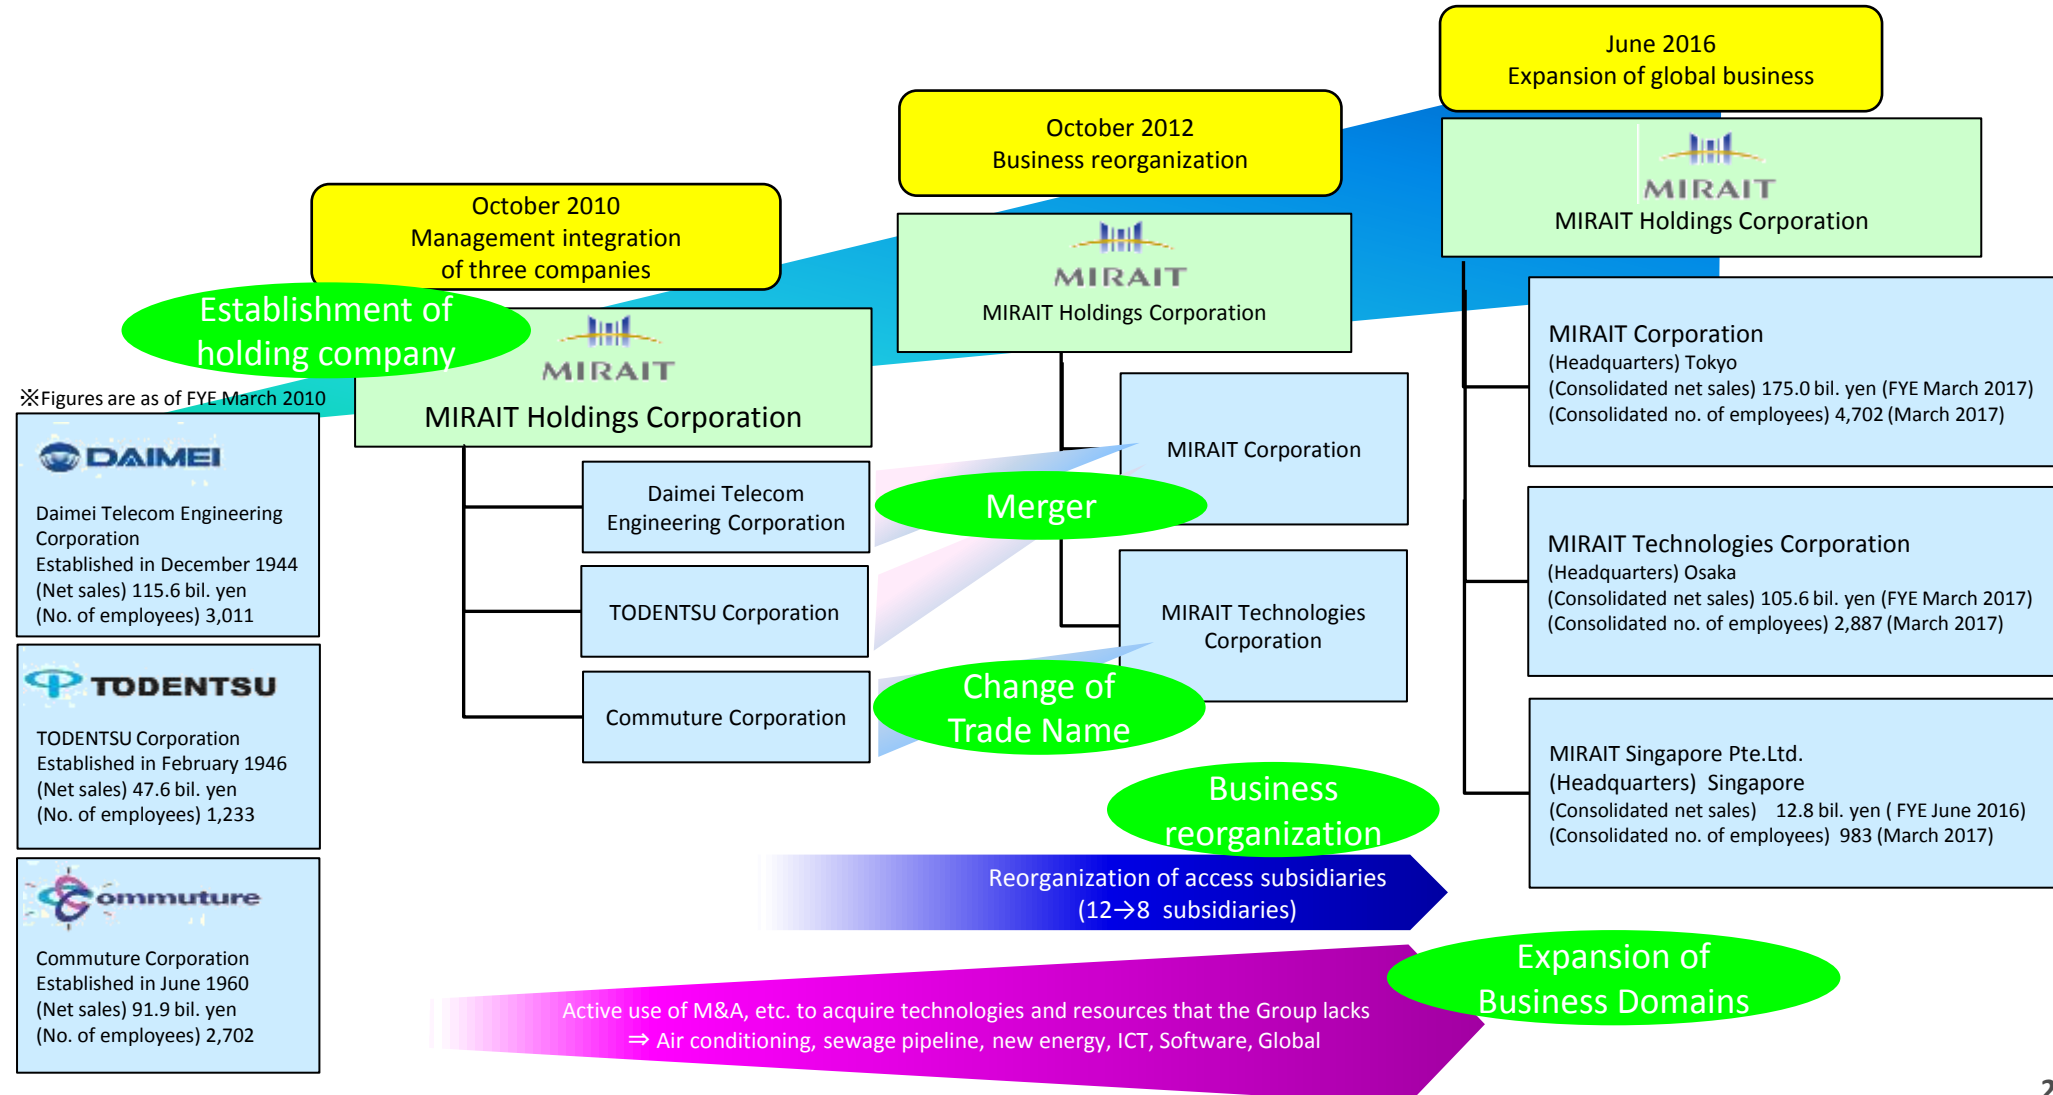 June 2016
Expansion of global business
October 2012
Business reorganization
October 2010
Management integration
of three companies
Establishment of
holding company
※Figures are as of FYE March 2010
DAIMEI
Daimei Telecom Engineering
Corporation
Established in December 1944
(Net sales) 115.6 bil. yen
(No. of employees) 3,011
TODENTSU
TODENTSU Corporation
Established in February 1946
(Net sales) 47.6 bil. yen
(No. of employees) 1,233
Commuture
Commuture Corporation
Established in June 1960
(Net sales) 91.9 bil. yen
(No. of employees) 2,702
MIRAIT
MIRAIT Holdings Corporation
Daimei Telecom
Engineering Corporation
TODENTSU Corporation
Commuture Corporation
MIRAIT
MIRAIT Holdings Corporation
MIRAIT Corporation
Merger
MIRAIT Technologies
Corporation
Change of
Trade Name
MIRAIT
MIRAIT Holdings Corporation
MIRAIT Corporation
(Headquarters) Tokyo
(Consolidated net sales) 175.0 bil. yen (FYE March 2017)
(Consolidated no. of employees) 4,702 (March 2017)
MIRAIT Technologies Corporation
(Headquarters) Osaka
(Consolidated net sales) 105.6 bil. yen (FYE March 2017)
(Consolidated no. of employees) 2,887 (March 2017)
MIRAIT Singapore Pte.Ltd.
(Headquarters) Singapore
(Consolidated net sales) 12.8 bil. yen ( FYE June 2016)
(Consolidated no. of employees) 983 (March 2017)
Business
reorganization
Reorganization of access subsidiaries
(12→8 subsidiaries)
Expansion of
Business Domains
Active use of M&A, etc. to acquire technologies and resources that the Group lacks
⇒ Air conditioning, sewage pipeline, new energy, ICT, Software, Global
2